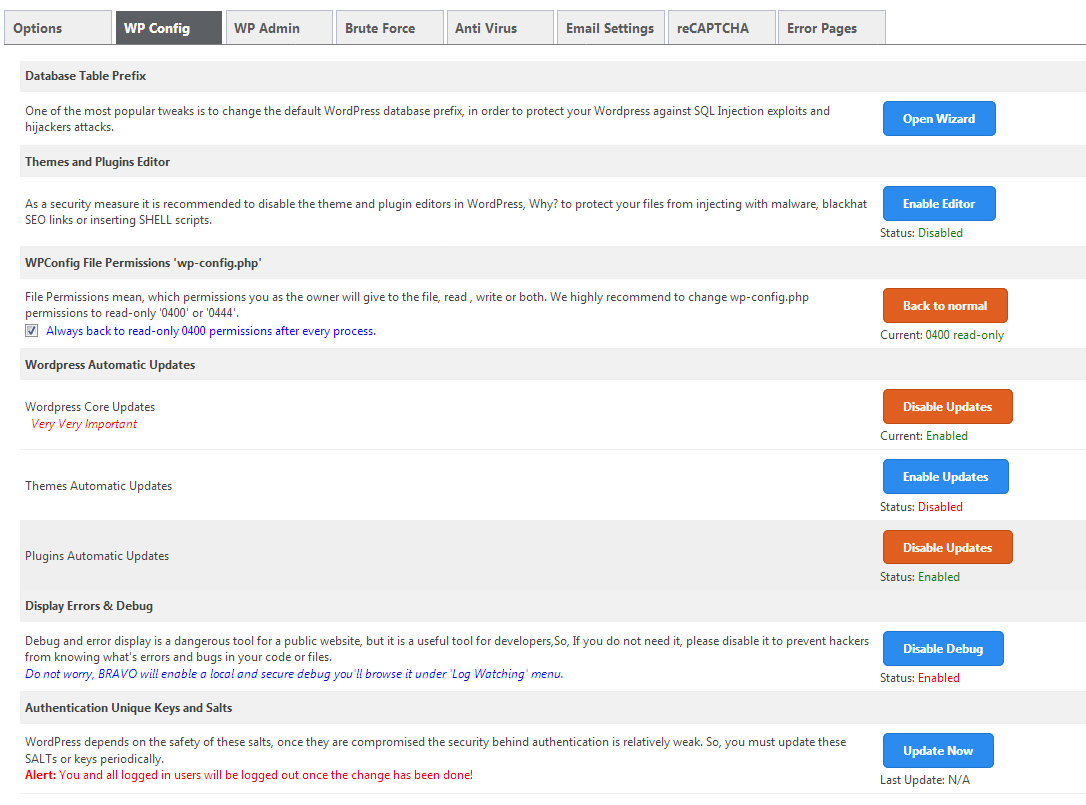 Options WP Config WP Admin Brute Force Anti Virus Email Settings reCAPTCHA Error Pages
Database Table Prefix
One of the most popular tweaks is to change the default WordPress database prefix, in order to protect your Wordpress against SQL Injection exploits and
hijackers attacks.
Open Wizard
Themes and Plugins Editor
As a security measure it is recommended to disable the theme and plugin editors in WordPress, Why? to protect your files from injecting with malware, blackhat
SEO links or inserting SHELL scripts.
Enable Editor
Status: Disabled
WPConfig File Permissions 'wp-config.php'
File Permissions mean, which permissions you as the owner will give to the file, read , write or both. We highly recommend to change wp-config.php
permissions to read-only '0400' or '0444'.
Always back to read-only 0400 permissions after every process.
Back to normal
Current: 0400 read-only
Wordpress Automatic Updates
Wordpress Core Updates
Very Very Important
Disable Updates
Current: Enabled
Themes Automatic Updates
Enable Updates
Status: Disabled
Plugins Automatic Updates
Disable Updates
Status: Enabled
Display Errors & Debug
Debug and error display is a dangerous tool for a public website, but it is a useful tool for developers,So, If you do not need it, please disable it to prevent hackers
from knowing what's errors and bugs in your code or files.
Do not worry, BRAVO will enable a local and secure debug you'll browse it under 'Log Watching' menu.
Disable Debug
Status: Enabled
Authentication Unique Keys and Salts
WordPress depends on the safety of these salts, once they are compromised the security behind authentication is relatively weak. So, you must update these
SALTs or keys periodically.
Alert: You and all logged in users will be logged out once the change has been done!
Update Now
Last Update: N/A